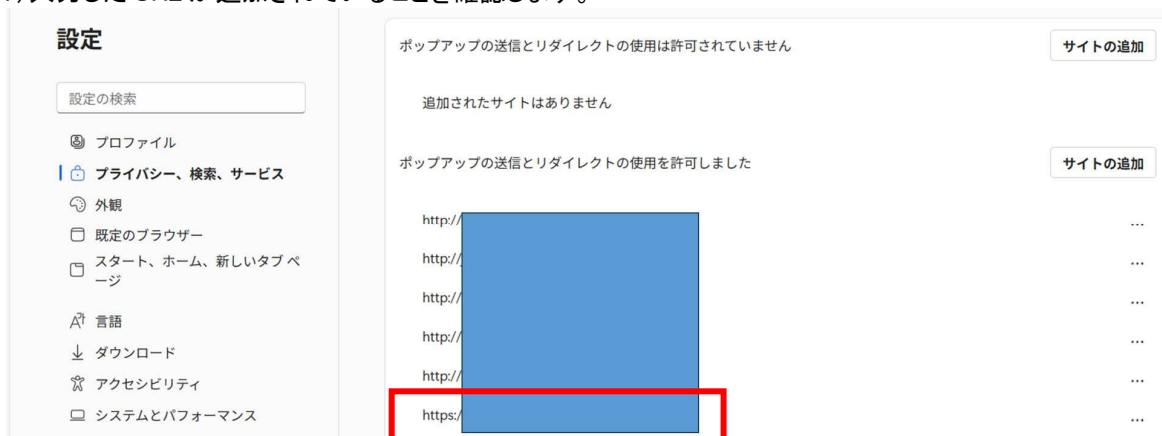 設定
設定の検索
プロファイル
プライバシー、検索、サービス
外観
既定のブラウザー
スタート、ホーム、新しいタブ ペ
ージ
言語
ダウンロード
アクセシビリティ
システムとパフォーマンス
ポップアップの送信とリダイレクトの使用は許可されていません
サイトの追加
追加されたサイトはありません
ポップアップの送信とリダイレクトの使用を許可しました
サイトの追加
http://
http://
http://
http://
http://
https:/